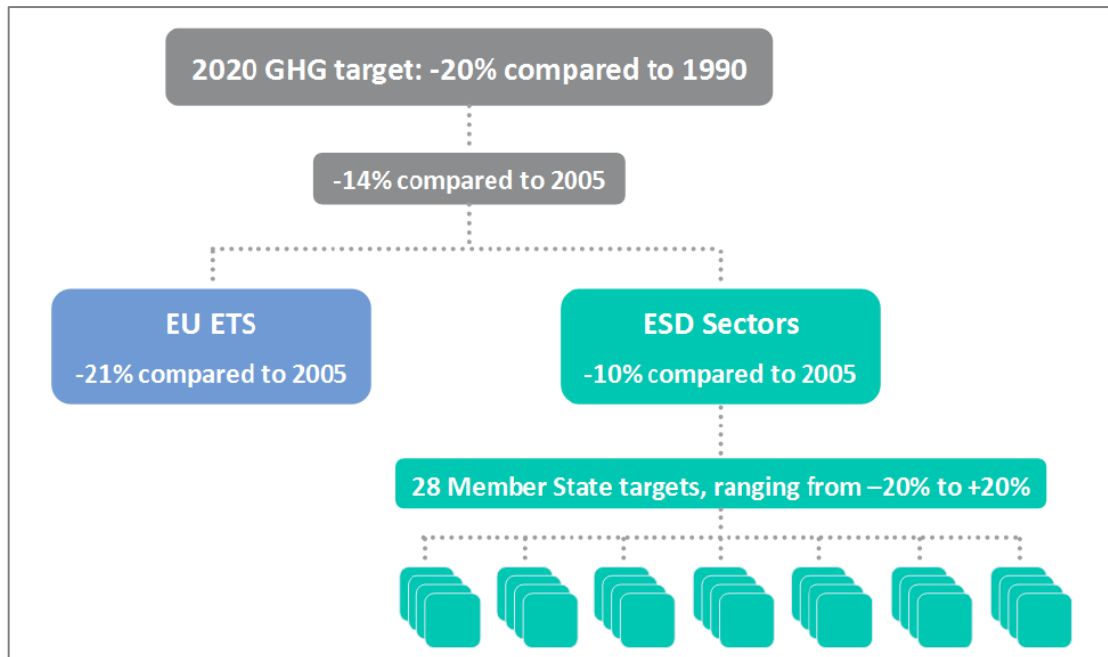 2020 GHG target: -20% compared to 1990
-14% compared to 2005
EU ETS
-21% compared to 2005
ESD Sectors
-10% compared to 2005
28 Member State targets, ranging from –20% to +20%